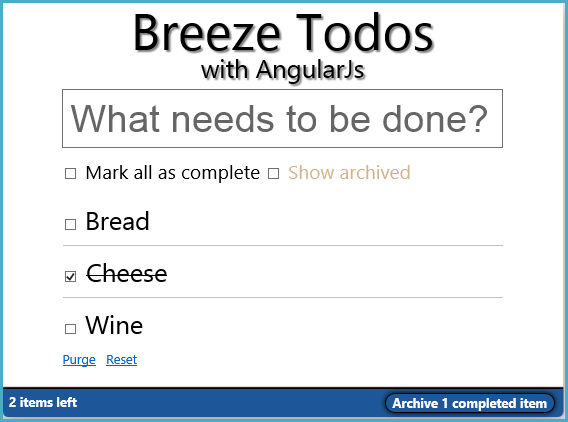 Breeze Todos
with AngularJs
What needs to be done?
Mark all as complete Show archived
Bread
Cheese
Wine
Purge Reset
2 items left Archive 1 completed item